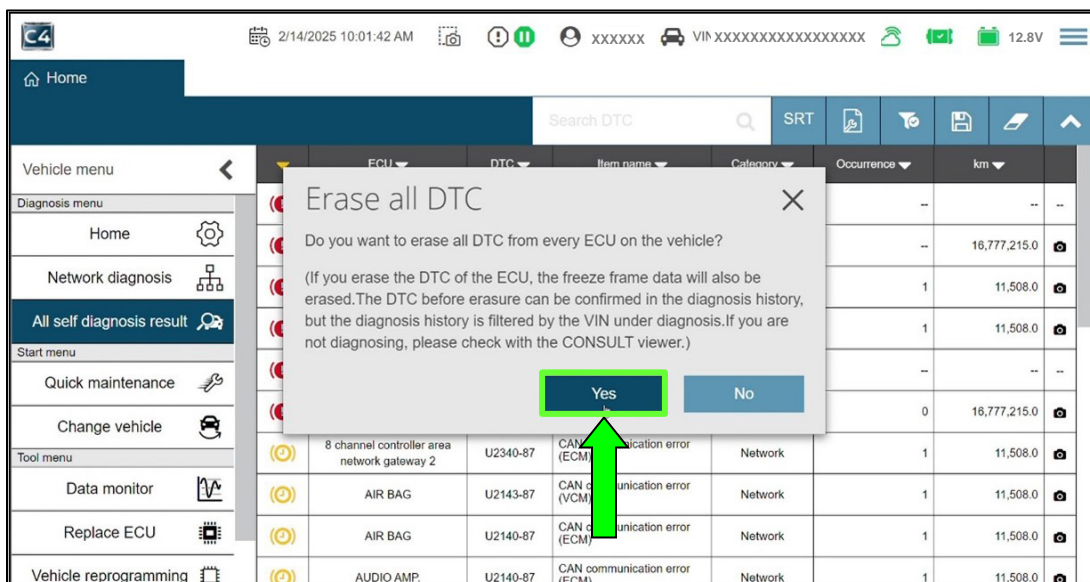 C4
2/14/2025 10:01:42 AM
XXXXXX
VIN XXXXXXXXXXXXXXXXX
12.8V
Home
Search DTC
SRT
Vehicle menu
ECU
DTC
Item name
Category
Occurrence
km
Diagnosis menu
Home
Network diagnosis
All self diagnosis result
Start menu
Quick maintenance
Change vehicle
Tool menu
Data monitor
Replace ECU
Vehicle reprogramming
Erase all DTC
Do you want to erase all DTC from every ECU on the vehicle?
(If you erase the DTC of the ECU, the freeze frame data will also be
erased.The DTC before erasure can be confirmed in the diagnosis history,
but the diagnosis history is filtered by the VIN under diagnosis.If you are
not diagnosing, please check with the CONSULT viewer.)
Yes
No
-- -- --
-- 16,777,215.0
1 11,508.0
1 11,508.0
-- -- --
0 16,777,215.0
8 channel controller area
network gateway 2
U2340-87
CAN communication error
(ECM)
Network
1 11,508.0
AIR BAG
U2143-87
CAN communication error
(VCM)
Network
1 11,508.0
AIR BAG
U2140-87
CAN communication error
(ECM)
Network
1 11,508.0
AUDIO AMP.
U2140-87
CAN communication error
(ECM)
Network
1 11,508.0